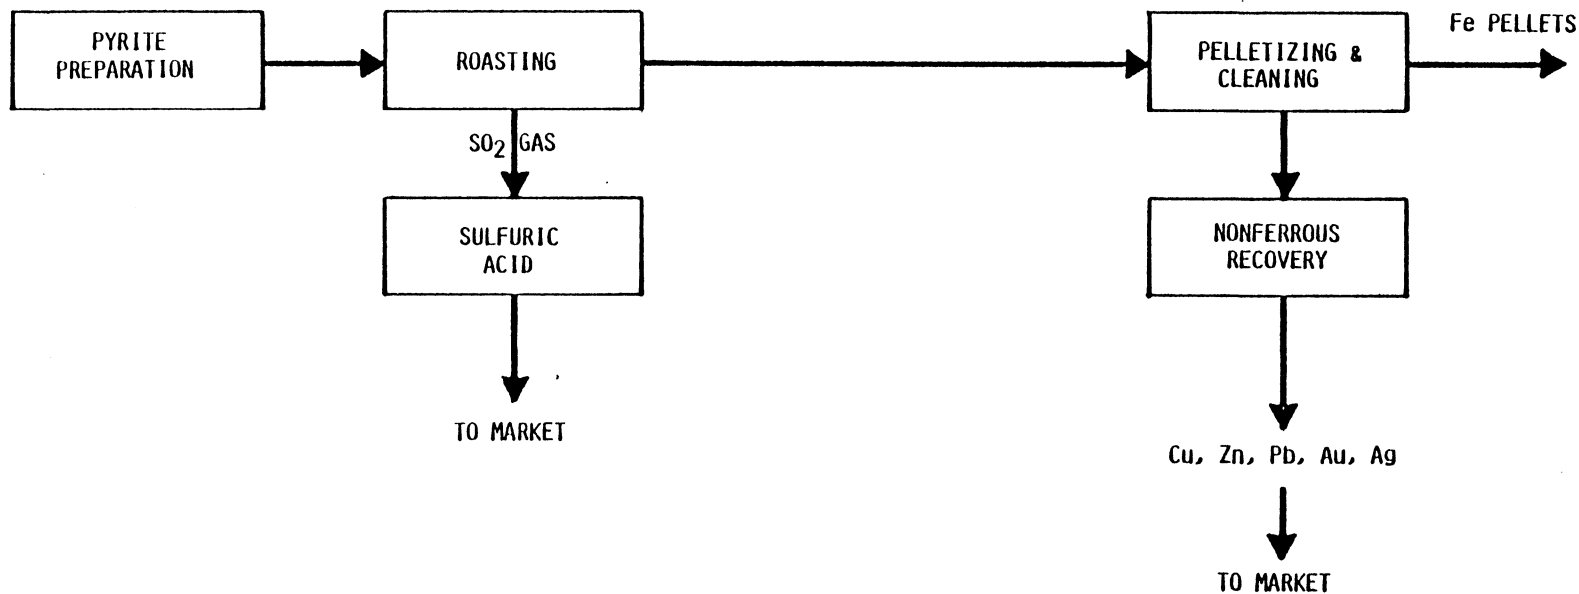 PYRITE
PREPARATION
ROASTING
PELLETIZING &
CLEANING
Fe PELLETS
SO₂ GAS
SULFURIC
ACID
NONFERROUS
RECOVERY
TO MARKET
Cu, Zn, Pb, Au, Ag
TO MARKET